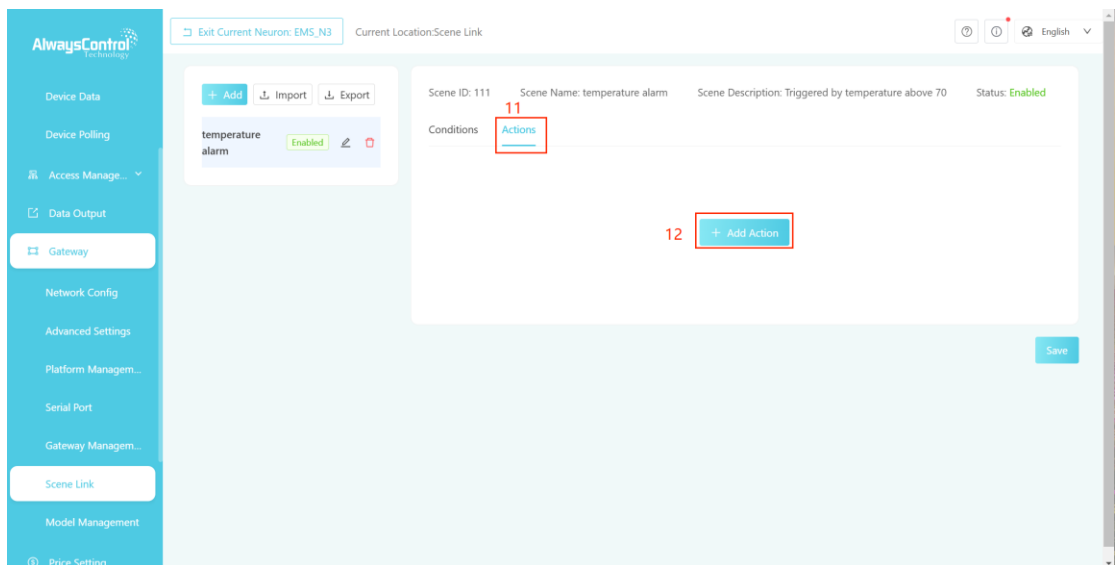 AlwaysControl
Technology
Exit Current Neuron: EMS_N3
Current Location:Scene Link
English
Device Data
Device Polling
Access Manage...
Data Output
Gateway
Network Config
Advanced Settings
Platform Managem...
Serial Port
Gateway Managem...
Scene Link
Model Management
Price Setting
+ Add
Import
Export
temperature
alarm
Enabled
Scene ID: 111
Scene Name: temperature alarm
Scene Description: Triggered by temperature above 70
Status: Enabled
11
Conditions
Actions
12
+ Add Action
Save